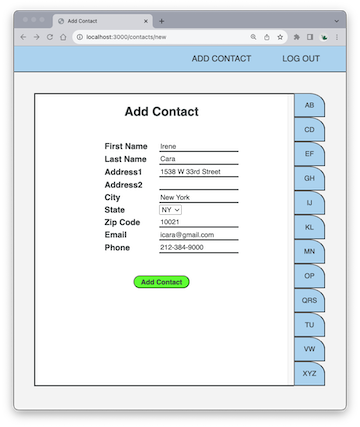 Add Contact
localhost:3000/contacts/new
ADD CONTACT LOG OUT
Add Contact
First Name Irene
Last Name Cara
Address1 1538 W 33rd Street
Address2
City New York
State NY
Zip Code 10021
Email icara@gmail.com
Phone 212-384-9000
Add Contact
AB
CD
EF
GH
IJ
KL
MN
OP
QRS
TU
VW
XYZ